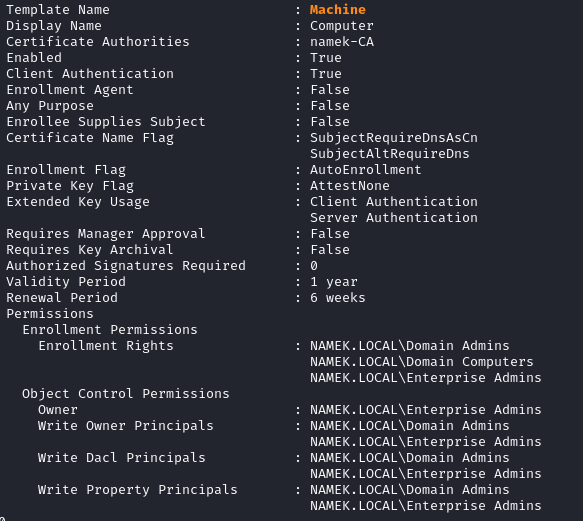 Template Name : Machine
Display Name : Computer
Certificate Authorities : namek-CA
Enabled : True
Client Authentication : True
Enrollment Agent : False
Any Purpose : False
Enrollee Supplies Subject : False
Certificate Name Flag : SubjectRequireDnsAsCn
SubjectAltRequireDns
Enrollment Flag : AutoEnrollment
Private Key Flag : AttestNone
Extended Key Usage : Client Authentication
Server Authentication
Requires Manager Approval : False
Requires Key Archival : False
Authorized Signatures Required : 0
Validity Period : 1 year
Renewal Period : 6 weeks
Permissions
Enrollment Permissions
Enrollment Rights : NAMEK.LOCAL\Domain Admins
NAMEK.LOCAL\Domain Computers
NAMEK.LOCAL\Enterprise Admins
Object Control Permissions
Owner : NAMEK.LOCAL\Enterprise Admins
Write Owner Principals : NAMEK.LOCAL\Domain Admins
NAMEK.LOCAL\Enterprise Admins
Write Dacl Principals : NAMEK.LOCAL\Domain Admins
NAMEK.LOCAL\Enterprise Admins
Write Property Principals : NAMEK.LOCAL\Domain Admins
NAMEK.LOCAL\Enterprise Admins